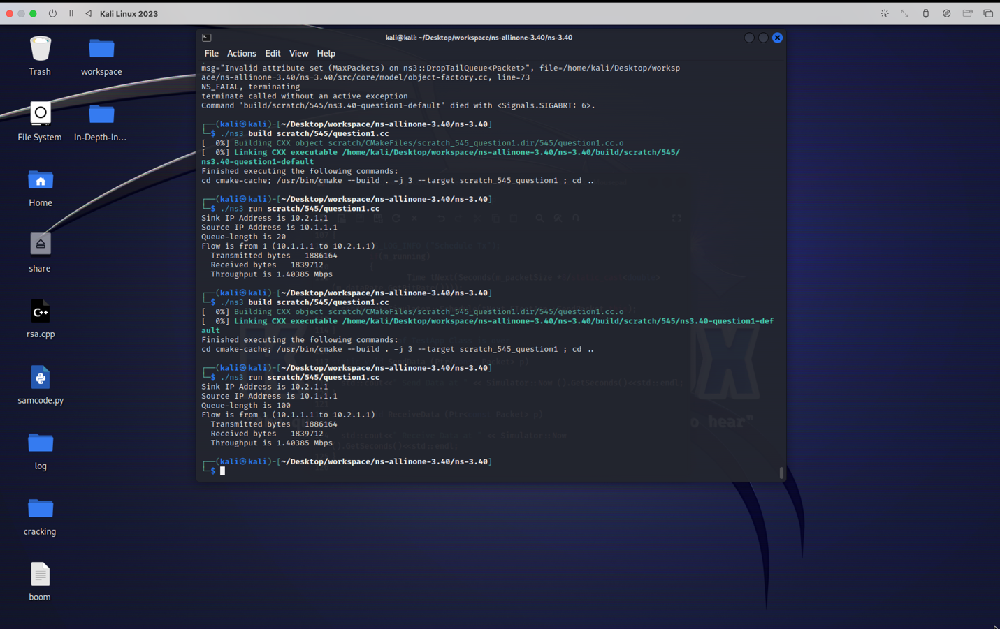 Kali Linux 2023
Trash
workspace
File System
In-Depth-In...
Home
share
C++
rsa.cpp
samcode.py
log
cracking
boom
kali@kali: ~/Desktop/workspace/ns-allinone-3.40/ns-3.40
File Actions Edit View Help
msg="Invalid attribute set (MaxPackets) on ns3::DropTailQueue<Packet>", file=/home/kali/Desktop/worksp
ace/ns-allinone-3.40/ns-3.40/src/core/model/object-factory.cc, line=73
NS_FATAL, terminating
terminate called without an active exception
Command 'build/scratch/545/ns3.40-question1-default' died with <Signals.SIGABRT: 6>.
┌──(kali㉿kali)-[~/Desktop/workspace/ns-allinone-3.40/ns-3.40]
└─$ ./ns3 build scratch/545/question1.cc
[  0%] Building CXX object scratch/CMakeFiles/scratch_545_question1.dir/545/question1.cc.o
[  0%] Linking CXX executable /home/kali/Desktop/workspace/ns-allinone-3.40/ns-3.40/build/scratch/545/
ns3.40-question1-default
Finished executing the following commands:
cd cmake-cache; /usr/bin/cmake --build . -j 3 --target scratch_545_question1 ; cd ..
┌──(kali㉿kali)-[~/Desktop/workspace/ns-allinone-3.40/ns-3.40]
└─$ ./ns3 run scratch/545/question1.cc
Sink IP Address is 10.2.1.1
Source IP Address is 10.1.1.1
Queue-length is 20
Flow is from 1 (10.1.1.1 to 10.2.1.1)
Transmitted bytes   1886164
Received bytes   1839712
Throughput is 1.40385 Mbps
┌──(kali㉿kali)-[~/Desktop/workspace/ns-allinone-3.40/ns-3.40]
└─$ ./ns3 build scratch/545/question1.cc
[  0%] Building CXX object scratch/CMakeFiles/scratch_545_question1.dir/545/question1.cc.o
[  0%] Linking CXX executable /home/kali/Desktop/workspace/ns-allinone-3.40/ns-3.40/build/scratch/545/ns3.40-question1-def
ault
Finished executing the following commands:
cd cmake-cache; /usr/bin/cmake --build . -j 3 --target scratch_545_question1 ; cd ..
┌──(kali㉿kali)-[~/Desktop/workspace/ns-allinone-3.40/ns-3.40]
└─$ ./ns3 run scratch/545/question1.cc
Sink IP Address is 10.2.1.1
Source IP Address is 10.1.1.1
Queue-length is 100
Flow is from 1 (10.1.1.1 to 10.2.1.1)
Transmitted bytes   1886164
Received bytes   1839712
Throughput is 1.40385 Mbps
┌──(kali㉿kali)-[~/Desktop/workspace/ns-allinone-3.40/ns-3.40]
└─$